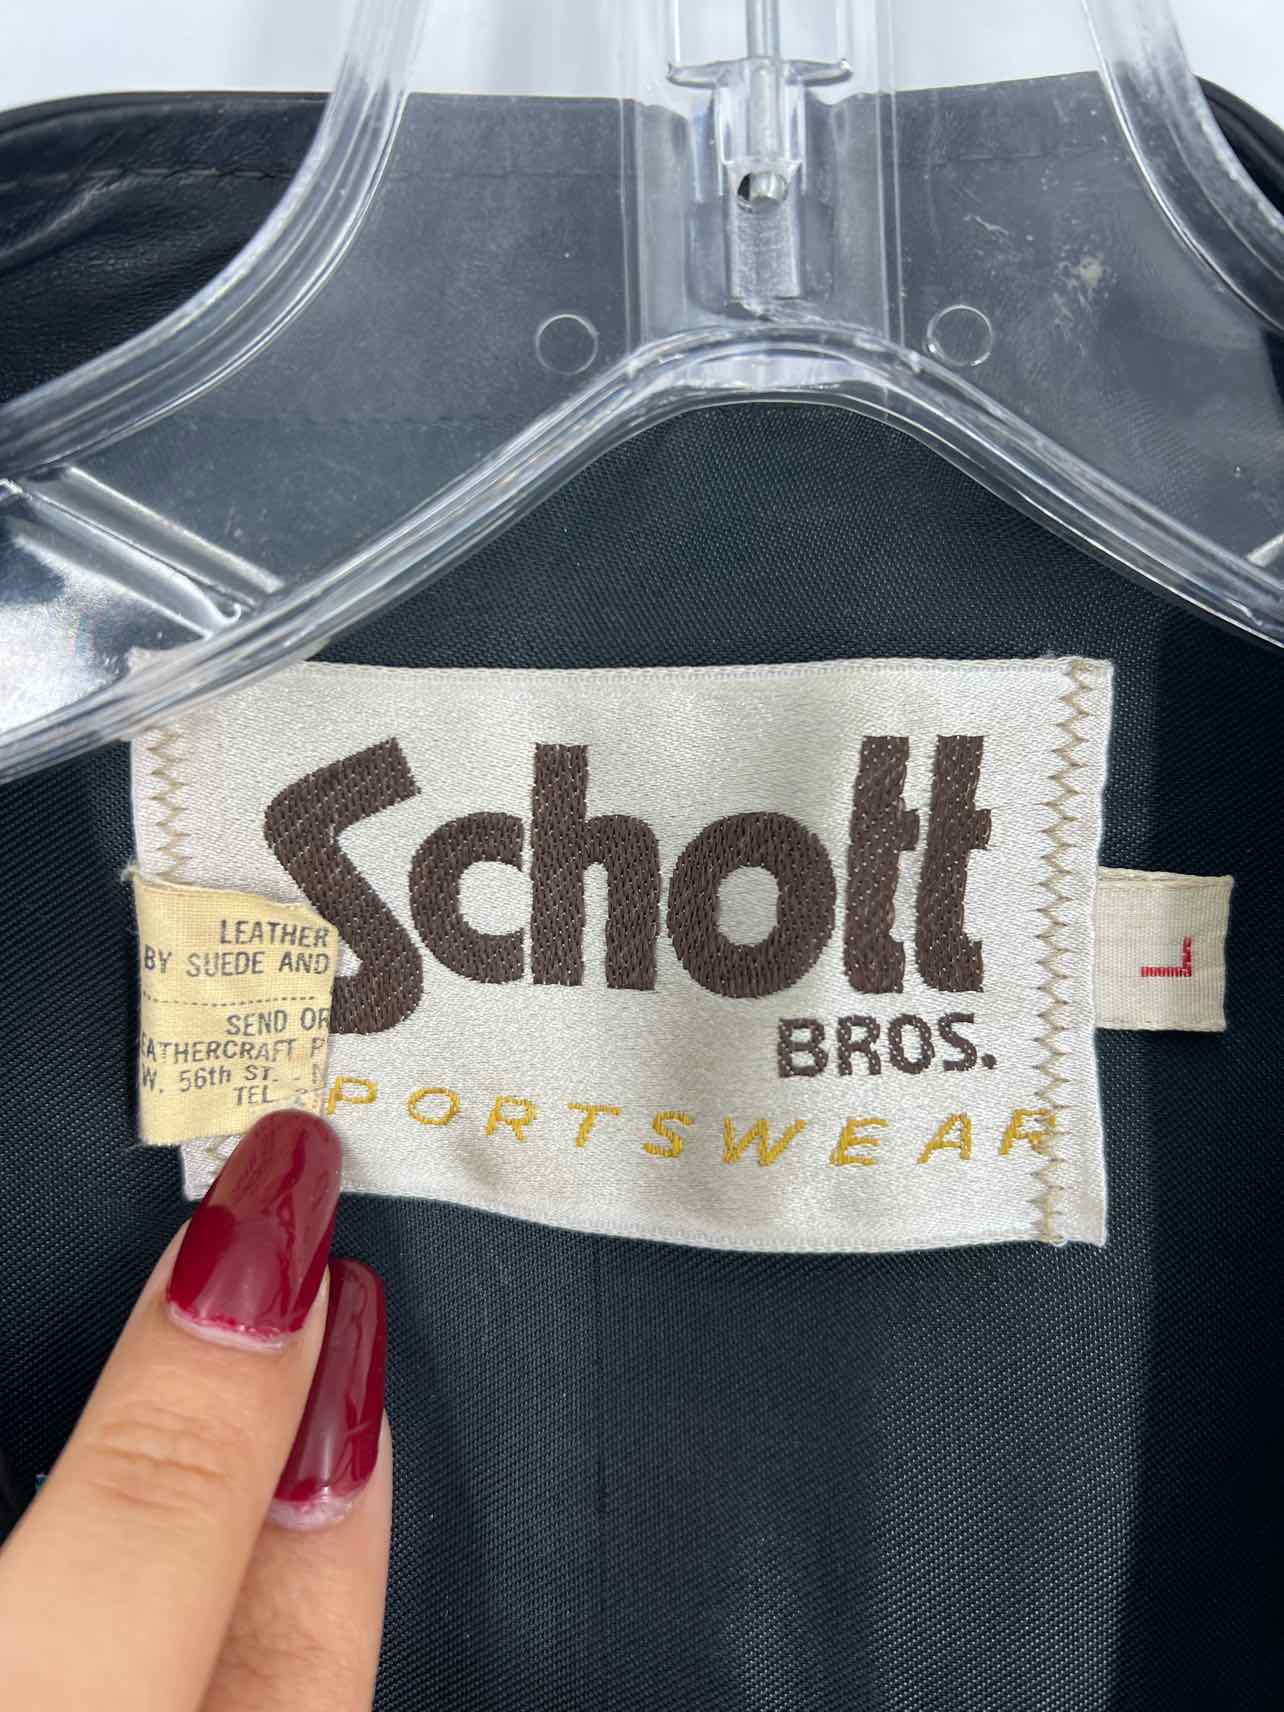 Schott
BROS.
PORTSWEAR
L
LEATHER
BY SUEDE AND
SEND OR
EATHERCRAFT P
W. 56th ST.
TEL.